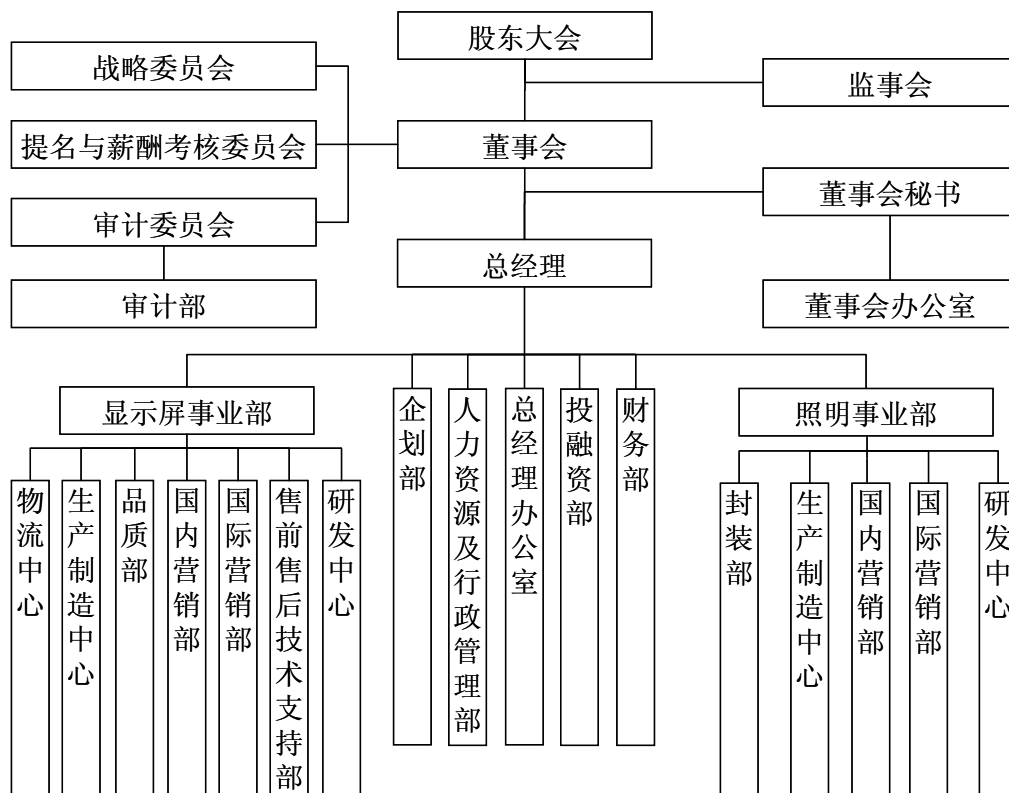 股东大会
战略委员会
监事会
提名与薪酬考核委员会
董事会
董事会秘书
审计委员会
总经理
审计部
董事会办公室
显示屏事业部
企划部
人力资源及行政管理部
总经理办公室
投融资部
财务部
照明事业部
物流中心
生产制造中心
品质部
国内营销部
国际营销部
售前售后技术支持部
研发中心
封装部
生产制造中心
国内营销部
国际营销部
研发中心